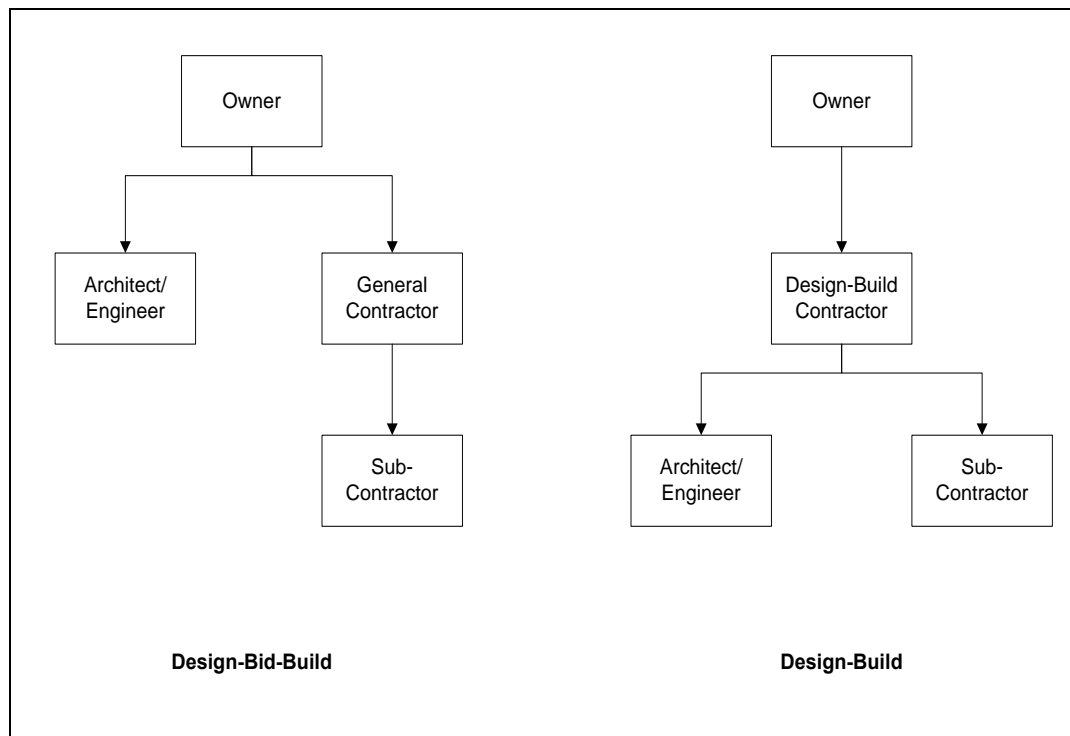 Owner
Owner
Architect/
Engineer
General
Contractor
Design-Build
Contractor
Sub-
Contractor
Architect/
Engineer
Sub-
Contractor
Design-Bid-Build
Design-Build